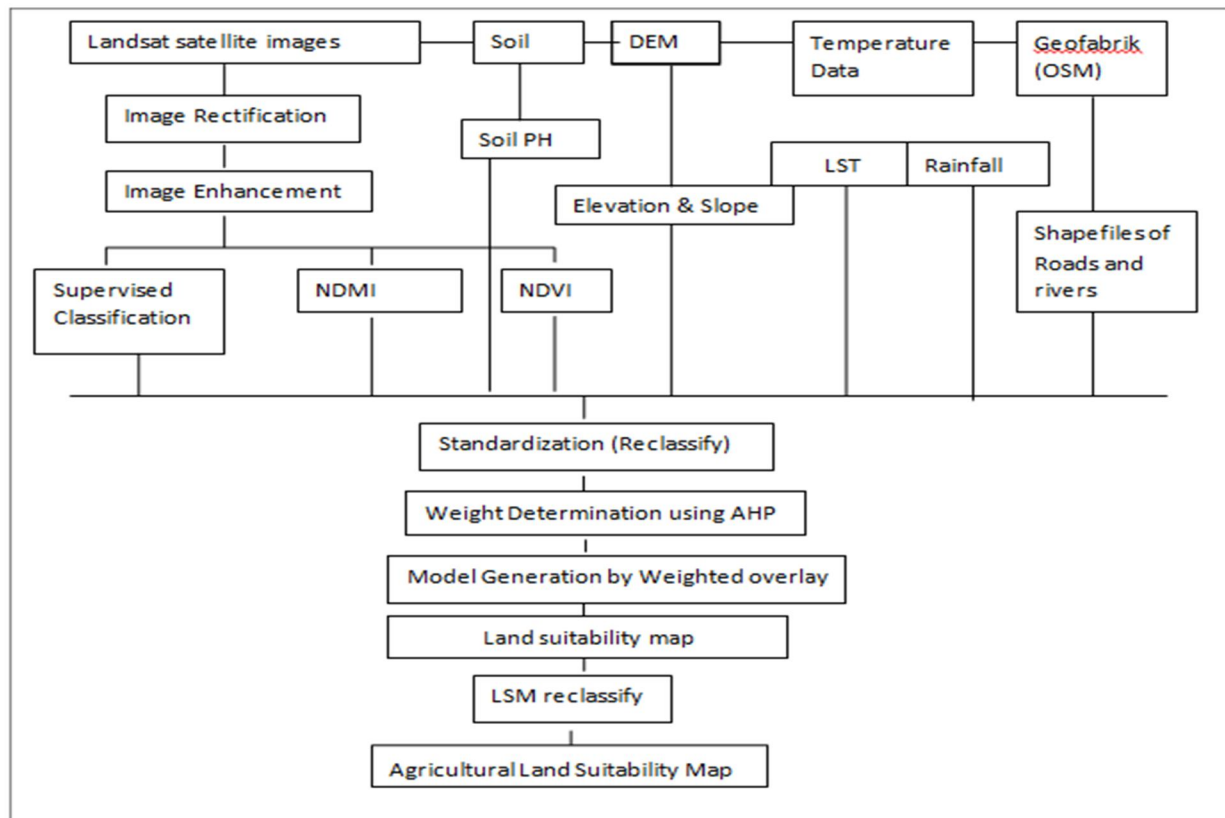 Landsat satellite images
Soil
DEM
Temperature
Data
Geofabrik
(OSM)
Image Rectification
Soil PH
LST
Rainfall
Image Enhancement
Elevation & Slope
Shapefiles of
Roads and
rivers
Supervised
Classification
NDMI
NDVI
Standardization (Reclassify)
Weight Determination using AHP
Model Generation by Weighted overlay
Land suitability map
LSM reclassify
Agricultural Land Suitability Map